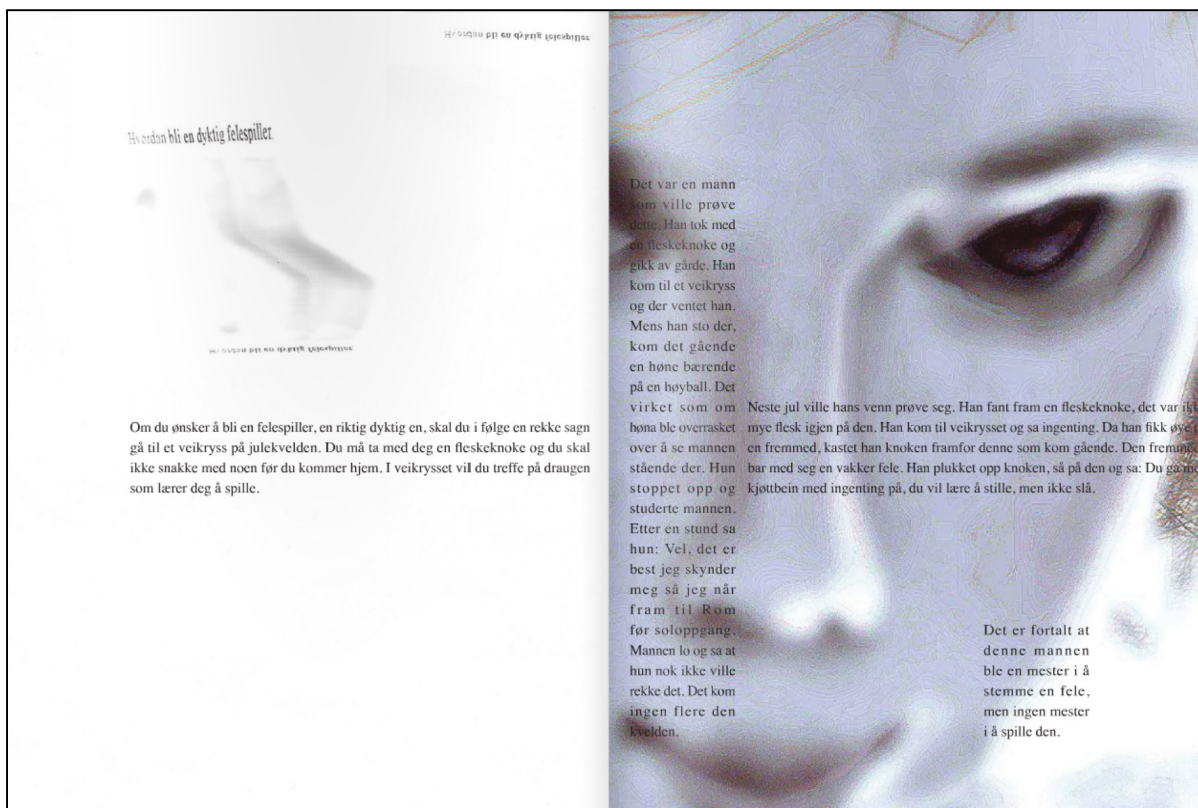 Hvordan bli en dyktig felespiller
Hvordan bli en dyktig felespiller
Hvordan bli en dyktig felespiller
Om du ønsker å bli en felespiller, en riktig dyktig en, skal du i følge en rekke sagn
gå til et veikryss på julekvelden. Du må ta med deg en fleskeknoke og du skal
ikke snakke med noen før du kommer hjem. I veikrysset vil du treffe på draugen
som lærer deg å spille.
Det var en mann
som ville prøve
dette. Han tok med
en fleskeknoke og
gikk av gårde. Han
kom til et veikryss
og der ventet han.
Mens han sto der,
kom det gående
en høne bærende
på en høyball. Det
virket som om
høna ble overrasket
over å se mannen
stående der. Hun
stoppet opp og
studerte mannen.
Etter en stund sa
hun: Vel, det er
best jeg skynder
meg så jeg når
fram til Rom
før soloppgang.
Mannen lo og sa at
hun nok ikke ville
rekke det. Det kom
ingen flere den
kvelden.
Neste jul ville hans venn prøve seg. Han fant fram en fleskeknoke, det var
mye flesk igjen på den. Han kom til veikrysset og sa ingenting. Da han fikk øye
en fremmed, kastet han knoken framfor denne som kom gående. Den
bar med seg en vakker fele. Han plukket opp knoken, så på den og sa: Du ga
kjøttbein med ingenting på, du vil lære å stille, men ikke slå.
Det er fortalt at
denne mannen
ble en mester i å
stemme en fele,
men ingen mester
i å spille den.